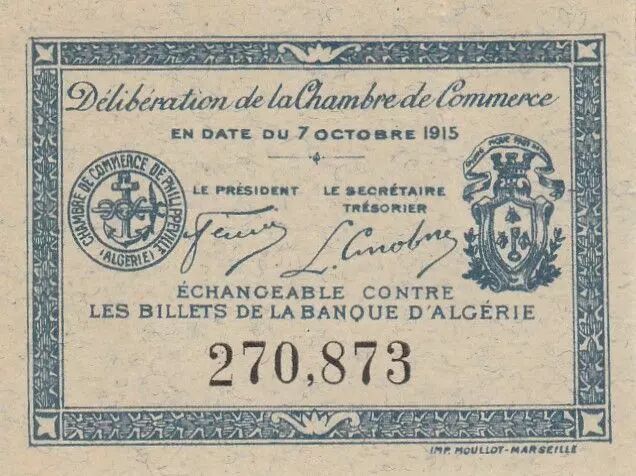 Délibération de la Chambre de Commerce
EN DATE DU 7 OCTOBRE 1915
CHAMBRE DE COMMERCE DE PHILIPPEVILLE
(ALGERIE)
LE PRÉSIDENT
LE SECRÉTAIRE
TRÉSORIER
ÉCHANGEABLE CONTRE
LES BILLETS DE LA BANQUE D'ALGÉRIE
270,873
IMP. MOULLOT-MARSEILLE